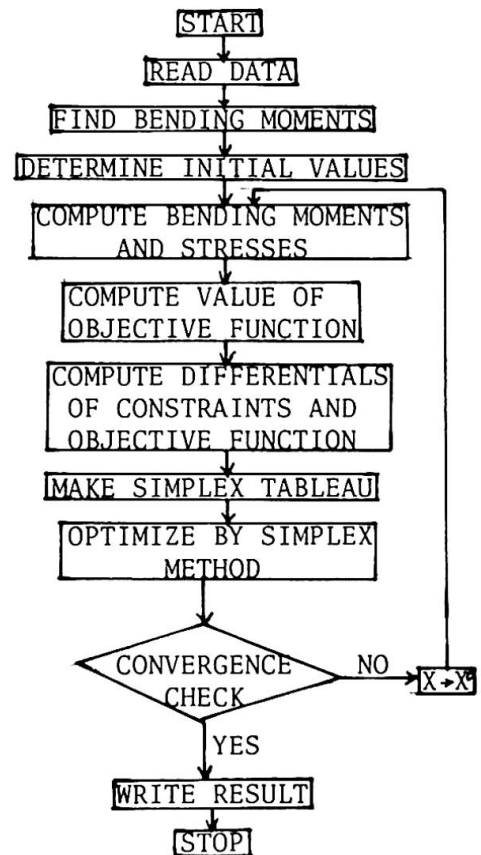 START
READ DATA
FIND BENDING MOMENTS
DETERMINE INITIAL VALUES
COMPUTE BENDING MOMENTS
AND STRESSES
COMPUTE VALUE OF
OBJECTIVE FUNCTION
COMPUTE DIFFERENTIALS
OF CONSTRAINTS AND
OBJECTIVE FUNCTION
MAKE SIMPLEX TABLEAU
OPTIMIZE BY SIMPLEX
METHOD
CONVERGENCE
CHECK
NO
X→X⁰
YES
WRITE RESULT
STOP